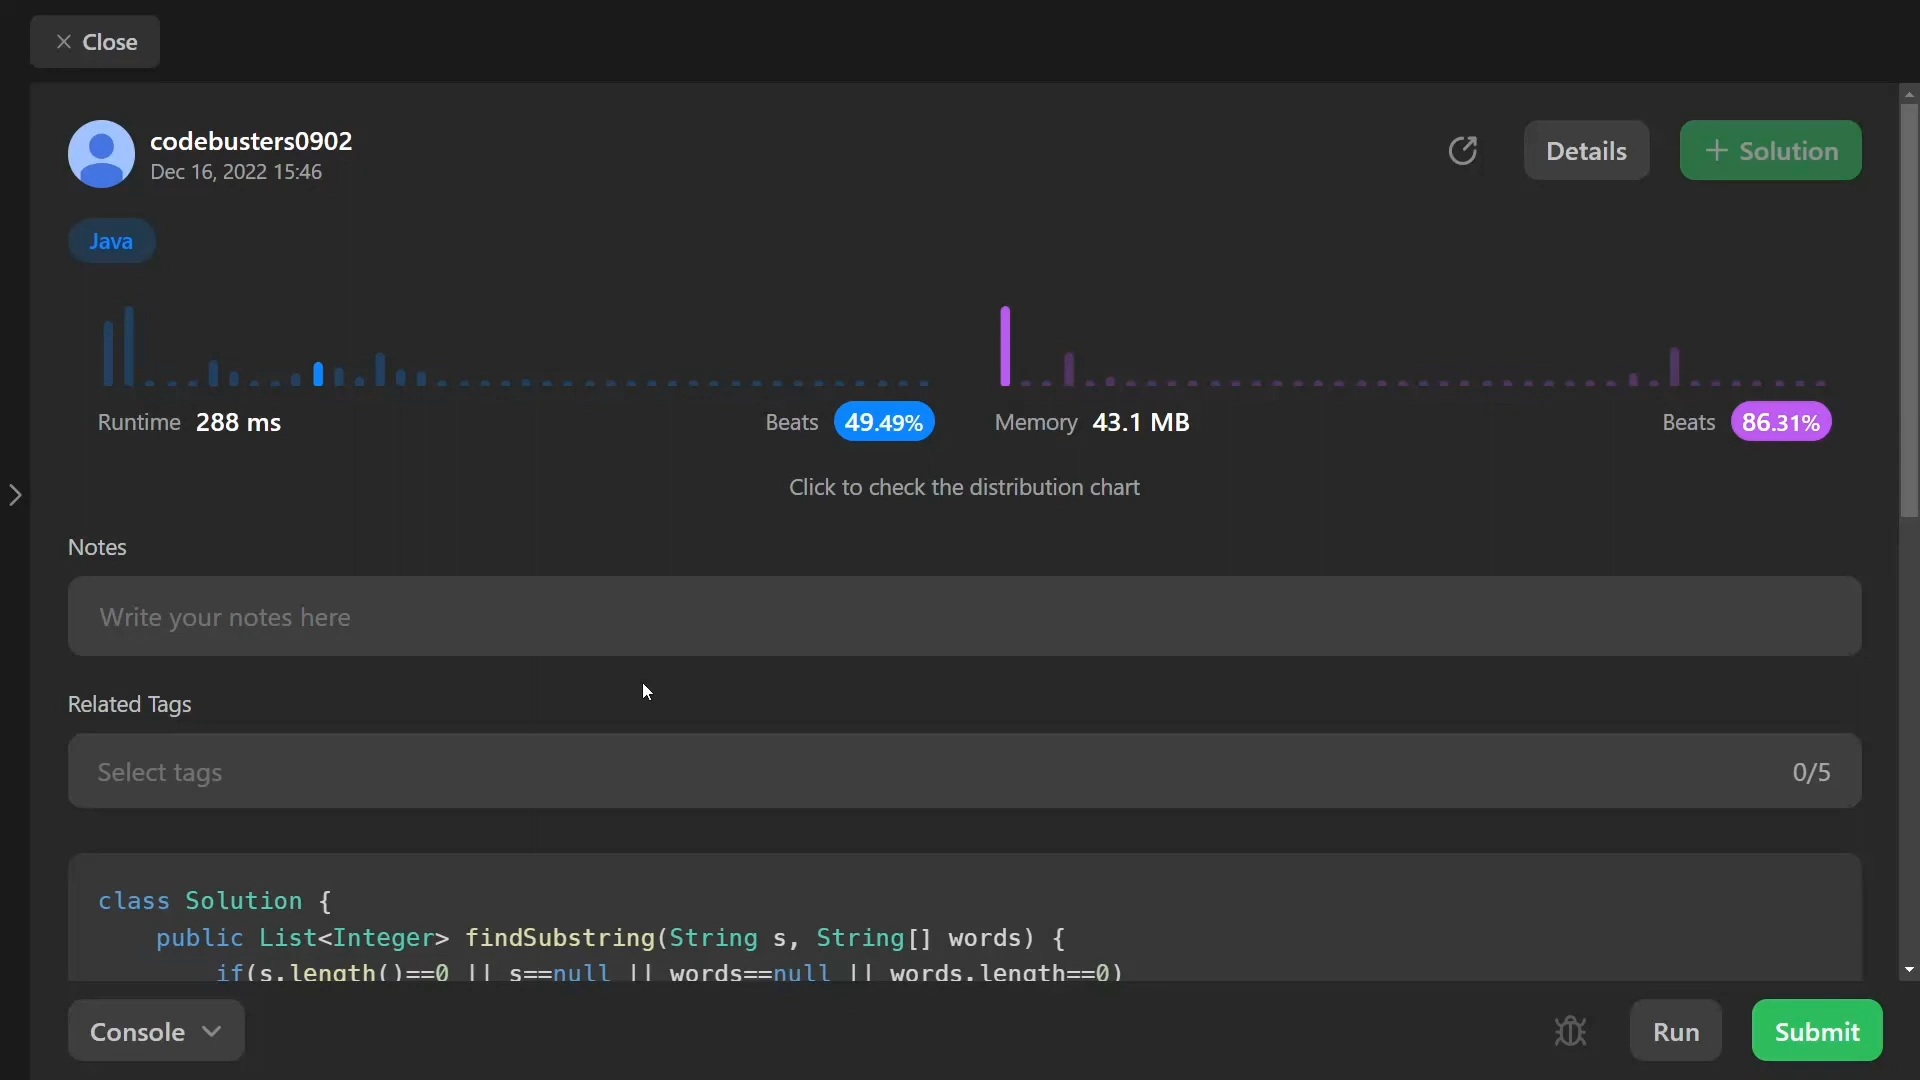 Close
codebusters0902
Dec 16, 2022 15:46
Details
+ Solution
Java
Runtime 288 ms
Beats 49.49%
Memory 43.1 MB
Beats 86.31%
Click to check the distribution chart
Notes
Write your notes here
Related Tags
Select tags
0/5
class Solution {
public List<Integer> findSubstring(String s, String[] words) {
if(s.length()==0 || s==null || words==null || words.length==0)
Console
Run
Submit